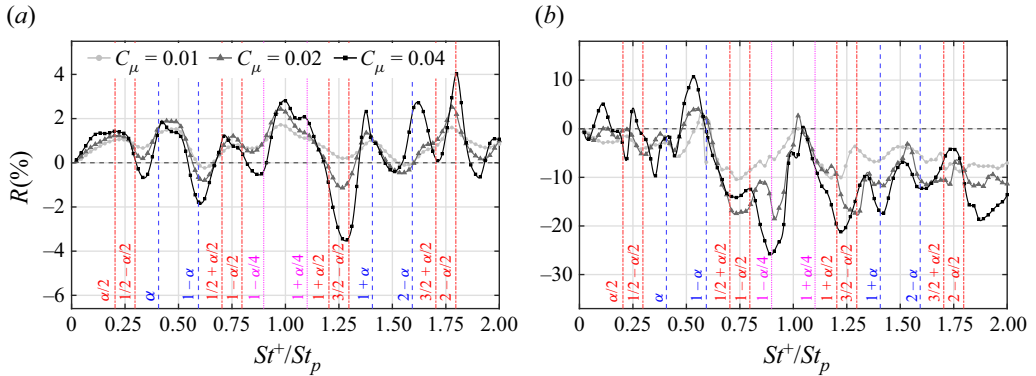 (a)
(b)
C_μ = 0.01 C_μ = 0.02 C_μ = 0.04
R(%)
4
2
0
−2
−4
−6
α/2
1/2 − α/2
α
1 − α
1/2 + α/2
1 − α/2
1 − α/4
1 + α/4
1 + α/2
3/2 − α/2
1 + α
2 − α
3/2 + α/2
2 − α/2
0 0.25 0.50 0.75 1.00 1.25 1.50 1.75 2.00
St⁺/St_p
10
0
−10
−20
−30
α/2
1/2 − α/2
α
1 − α
1/2 + α/2
1 − α/2
1 − α/4
1 + α/4
1 + α/2
3/2 − α/2
1 + α
2 − α
3/2 + α/2
2 − α/2
0 0.25 0.50 0.75 1.00 1.25 1.50 1.75 2.00
St⁺/St_p